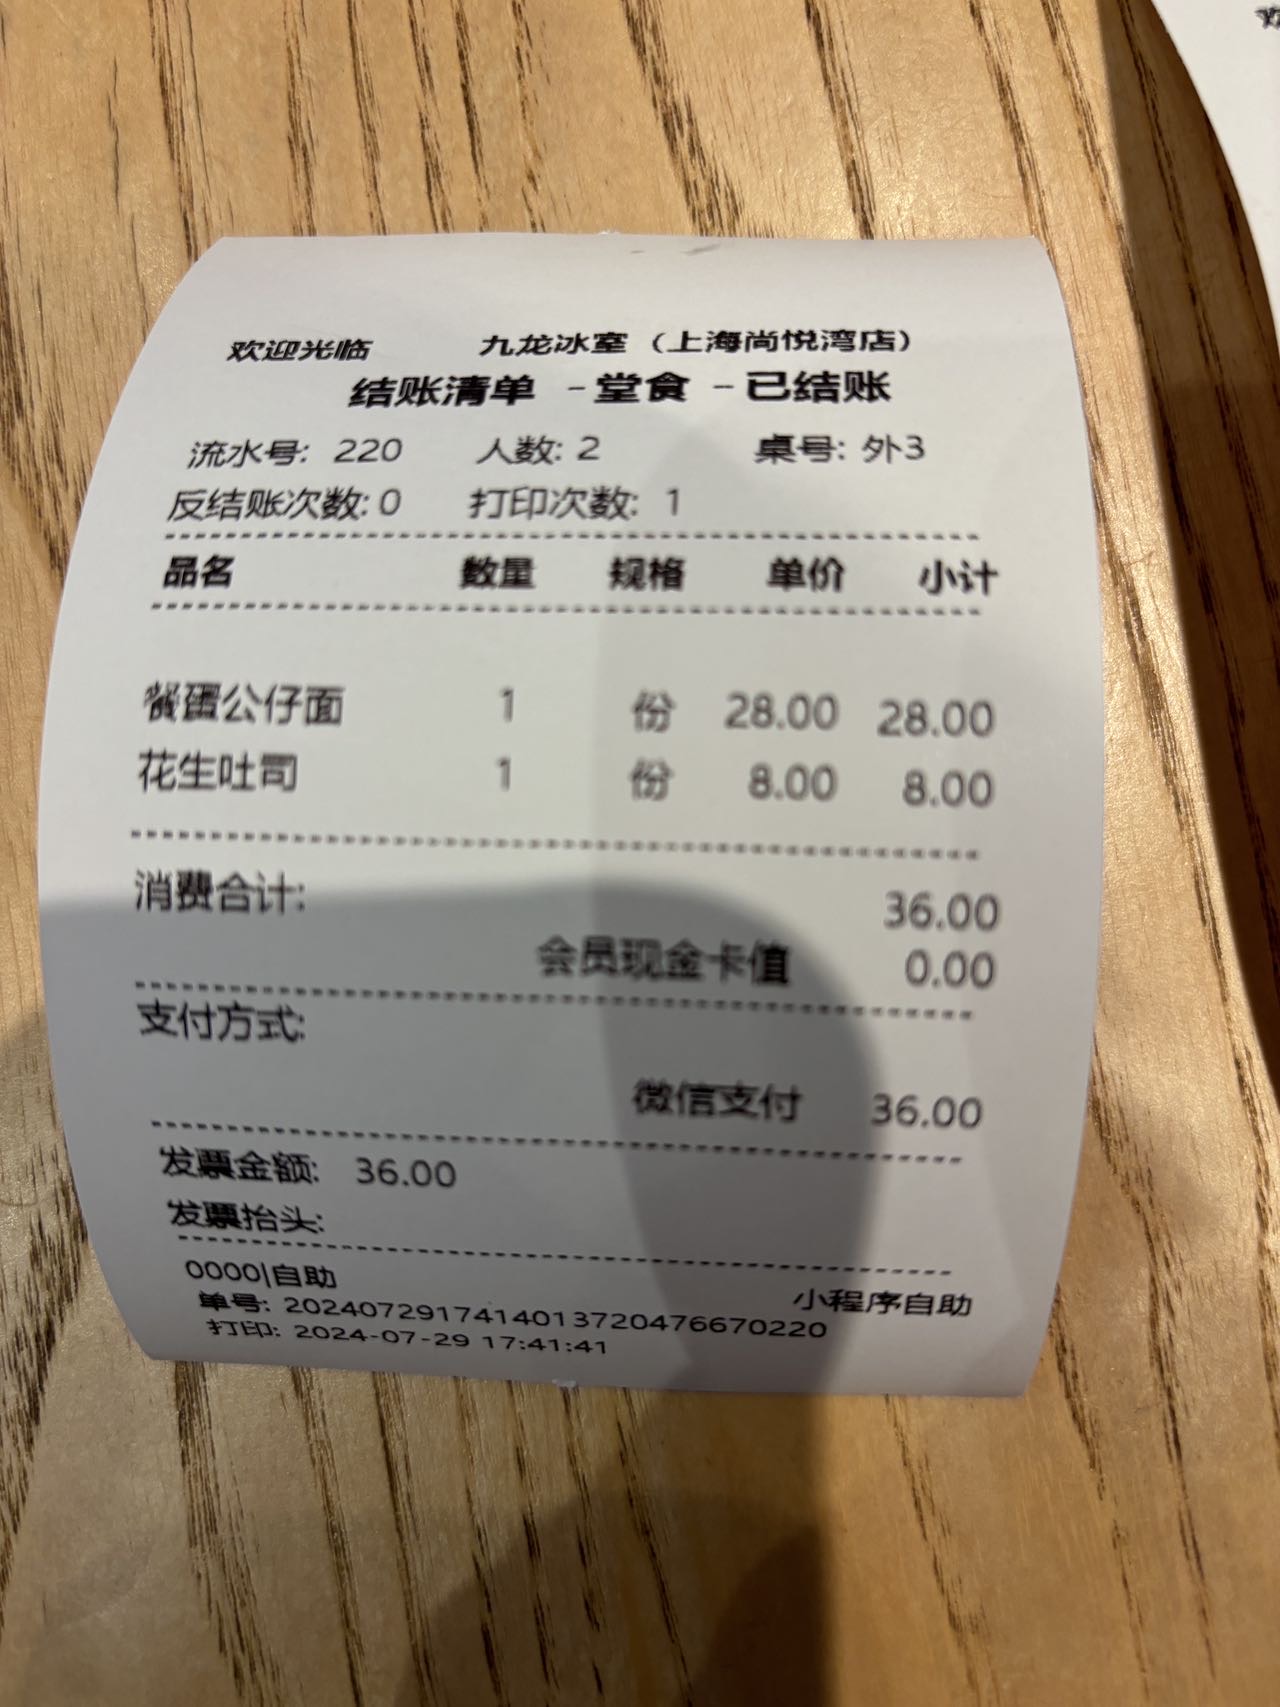 欢迎光临 九龙冰室（上海尚悦湾店）
结账清单 - 堂食 - 已结账
流水号: 220 人数: 2 桌号: 外3
反结账次数: 0 打印次数: 1
品名 数量 规格 单价 小计
餐蛋公仔面 1 份 28.00 28.00
花生吐司 1 份 8.00 8.00
消费合计: 36.00
会员现金卡值 0.00
支付方式:
微信支付 36.00
发票金额: 36.00
发票抬头:
0000|自助 小程序自助
单号: 2024072917414013720476670220
打印: 2024-07-29 17:41:41